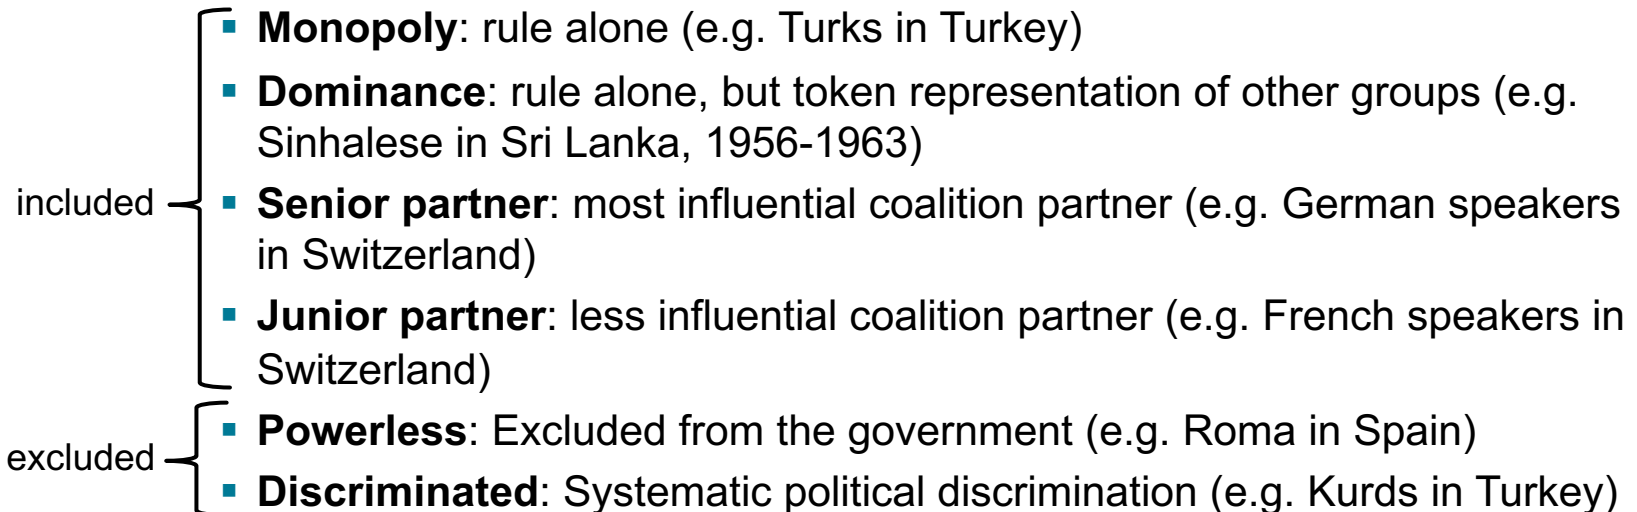 ▪ Monopoly: rule alone (e.g. Turks in Turkey)
▪ Dominance: rule alone, but token representation of other groups (e.g.
Sinhalese in Sri Lanka, 1956-1963)
included
▪ Senior partner: most influential coalition partner (e.g. German speakers
in Switzerland)
▪ Junior partner: less influential coalition partner (e.g. French speakers in
Switzerland)
▪ Powerless: Excluded from the government (e.g. Roma in Spain)
excluded
▪ Discriminated: Systematic political discrimination (e.g. Kurds in Turkey)